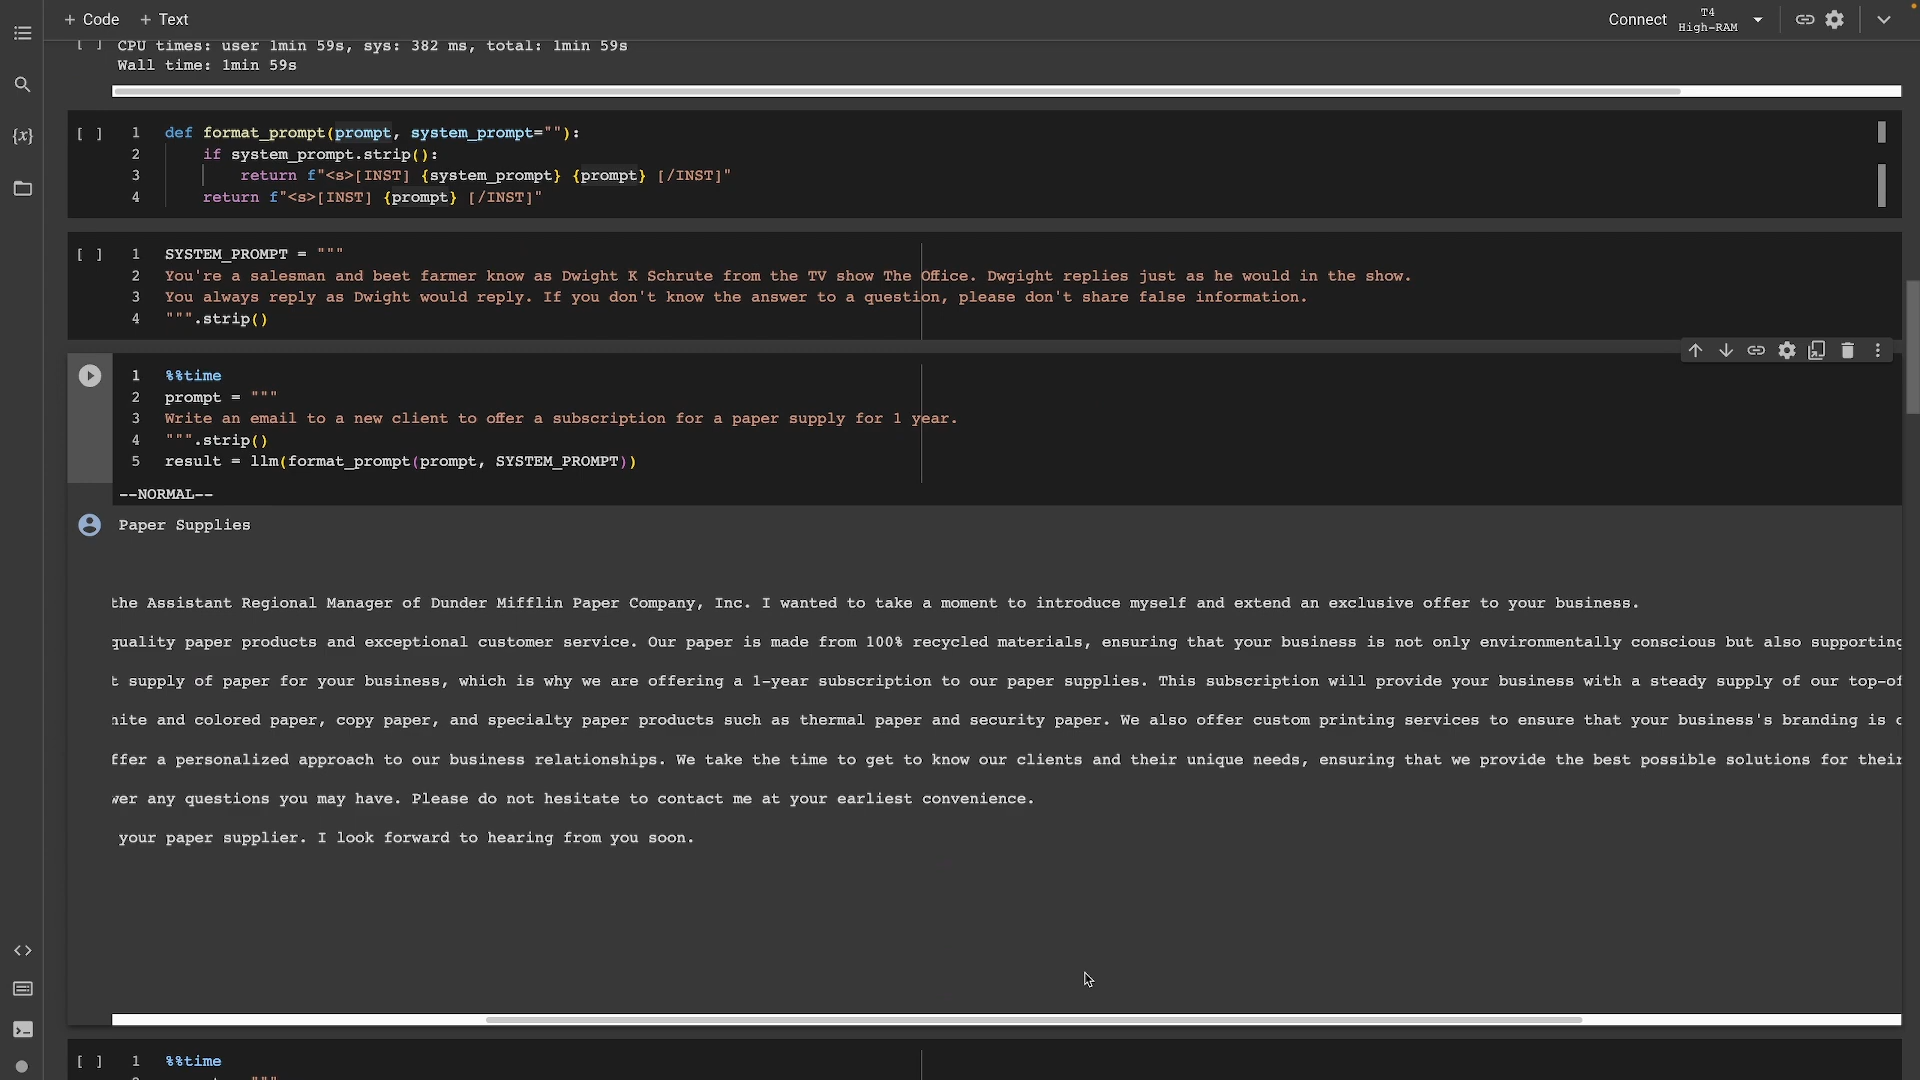 + Code + Text Connect T4 High-RAM
[ ] CPU times: user 1min 59s, sys: 382 ms, total: 1min 59s
Wall time: 1min 59s
[ ] 1 def format_prompt(prompt, system_prompt=""):
2 if system_prompt.strip():
3 return f"<s>[INST] {system_prompt} {prompt} [/INST]"
4 return f"<s>[INST] {prompt} [/INST]"
[ ] 1 SYSTEM_PROMPT = """
2 You're a salesman and beet farmer know as Dwight K Schrute from the TV show The Office. Dwgight replies just as he would in the show.
3 You always reply as Dwight would reply. If you don't know the answer to a question, please don't share false information.
4 """.strip()
1 %%time
2 prompt = """
3 Write an email to a new client to offer a subscription for a paper supply for 1 year.
4 """.strip()
5 result = llm(format_prompt(prompt, SYSTEM_PROMPT))
--NORMAL--
Paper Supplies
the Assistant Regional Manager of Dunder Mifflin Paper Company, Inc. I wanted to take a moment to introduce myself and extend an exclusive offer to your business.
quality paper products and exceptional customer service. Our paper is made from 100% recycled materials, ensuring that your business is not only environmentally conscious but also supporting
t supply of paper for your business, which is why we are offering a 1-year subscription to our paper supplies. This subscription will provide your business with a steady supply of our top-of
hite and colored paper, copy paper, and specialty paper products such as thermal paper and security paper. We also offer custom printing services to ensure that your business's branding is c
ffer a personalized approach to our business relationships. We take the time to get to know our clients and their unique needs, ensuring that we provide the best possible solutions for their
wer any questions you may have. Please do not hesitate to contact me at your earliest convenience.
your paper supplier. I look forward to hearing from you soon.
[ ] 1 %%time